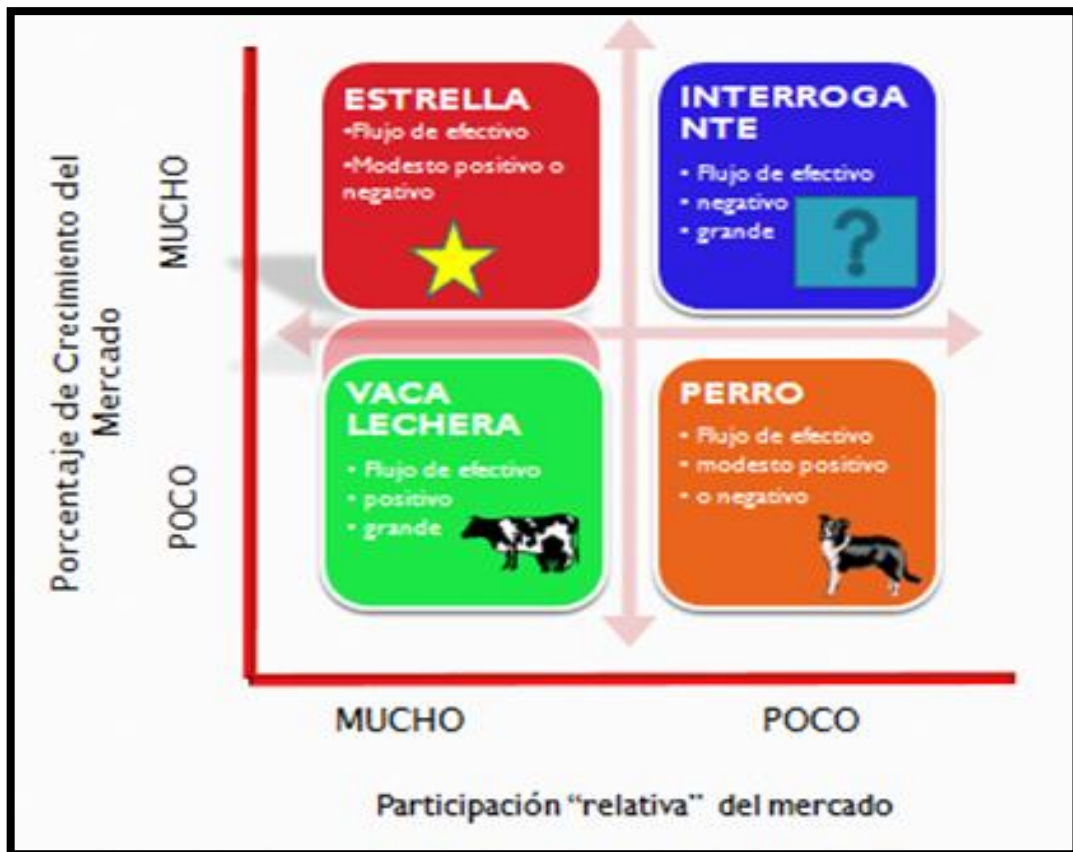 Porcentaje de Crecimiento del
Mercado
MUCHO
POCO
ESTRELLA
•Flujo de efectivo
•Modesto positivo o
negativo
INTERROGA
NTE
• Flujo de efectivo
• negativo
• grande
?
VACA
LECHERA
• Flujo de efectivo
• positivo
• grande
PERRO
• Flujo de efectivo
• modesto positivo
• o negativo
MUCHO
POCO
Participación “relativa” del mercado